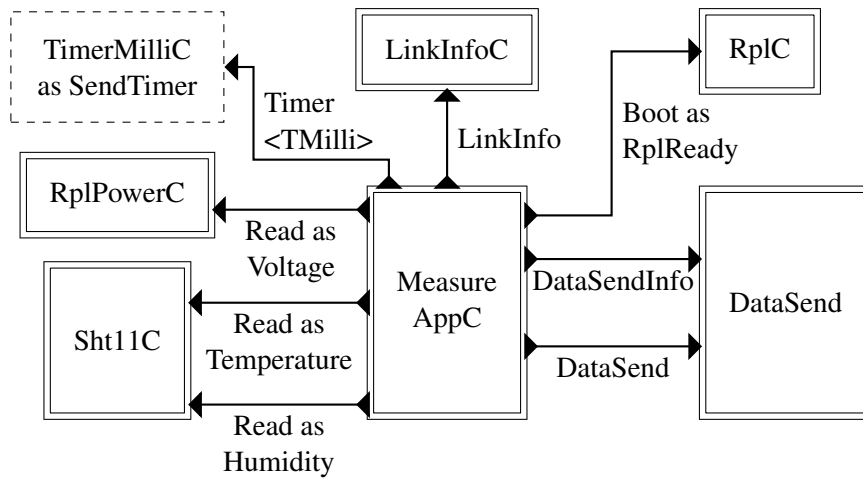 TimerMilliC
as SendTimer
LinkInfoC
RplC
Timer
<TMilli>
LinkInfo
Boot as
RplReady
RplPowerC
Read as
Voltage
Measure
AppC
DataSendInfo
DataSend
Sht11C
Read as
Temperature
DataSend
Read as
Humidity